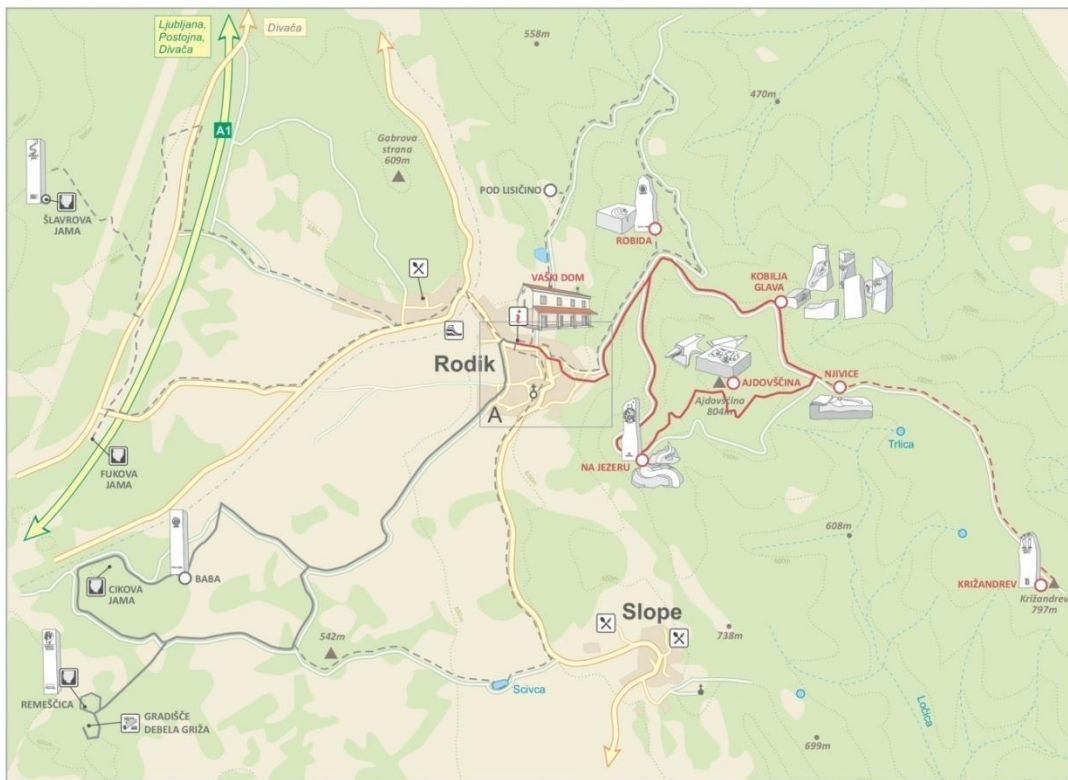 Ljubljana,
Postojna,
Divača
Divača
A1
558m
470m
Gabrova
strana
609m
POD LISIČINO
ŠLAVROVA
JAMA
ROBIDA
VAŠKI DOM
KOBILJA
GLAVA
i
Rodik
A
AJDOVŠČINA
Ajdovščina
804m
NJIVICE
NA JEZERU
Trlica
FUKOVA
JAMA
608m
BABA
CIKOVA
JAMA
KRIŽANDREV
Križandrev
797m
Slope
542m
738m
Scivca
REMEŠČICA
GRADIŠČE
DEBELA GRIŽA
Ločica
699m